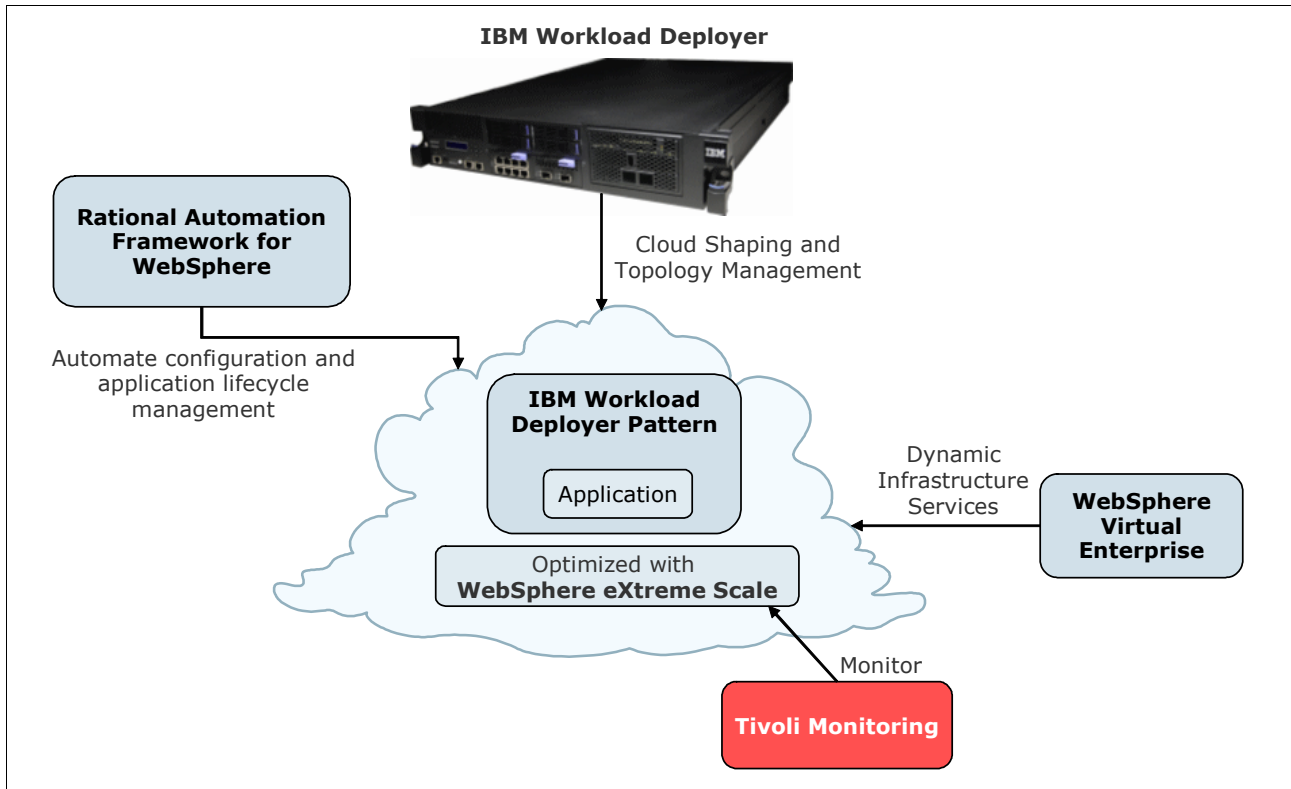 IBM Workload Deployer
IBM
Rational Automation
Framework for
WebSphere
Cloud Shaping and
Topology Management
Automate configuration and
application lifecycle
management
IBM Workload
Deployer Pattern
Application
Dynamic
Infrastructure
Services
WebSphere
Virtual
Enterprise
Optimized with
WebSphere eXtreme Scale
Monitor
Tivoli Monitoring